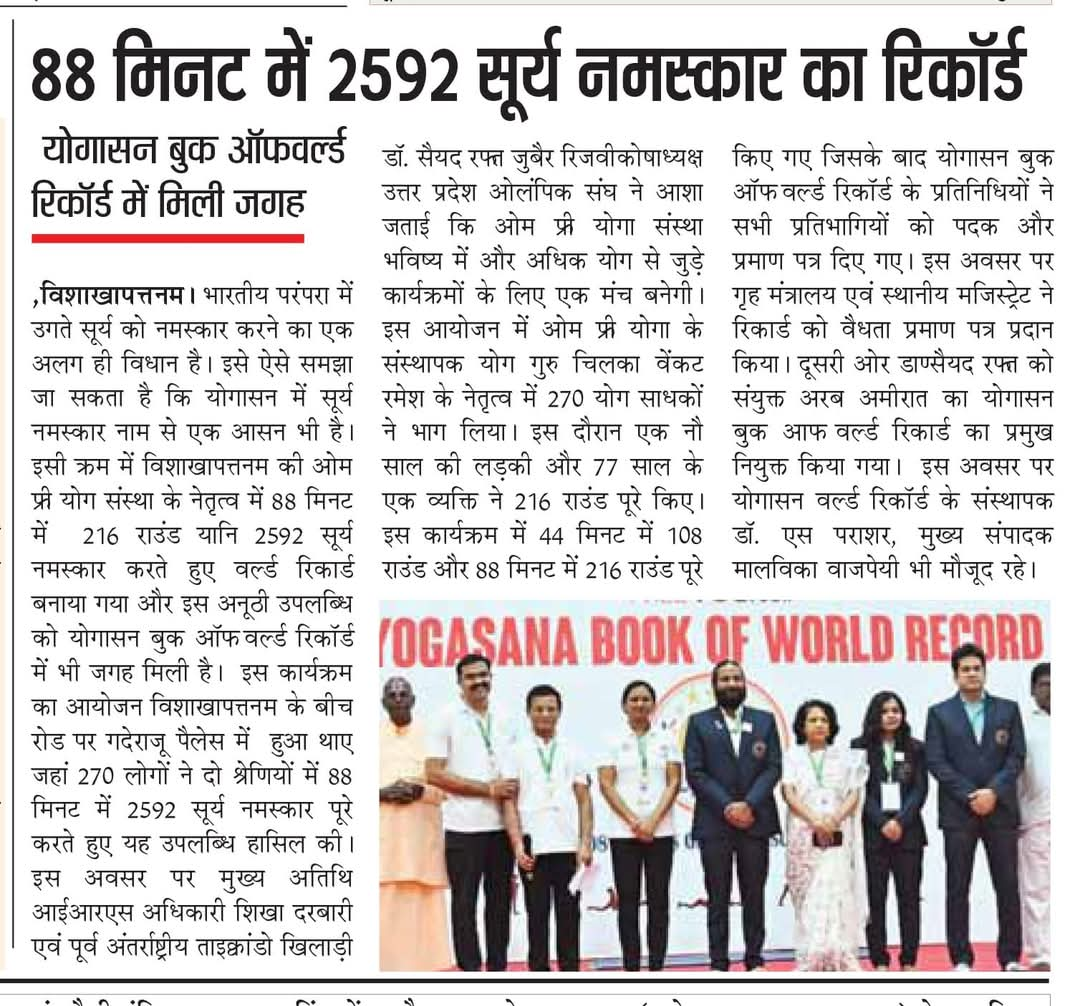 88 मिनट में 2592 सूर्य नमस्कार का रिकॉर्ड
योगासन बुक ऑफवर्ल्ड
रिकॉर्ड में मिली जगह
,विशाखापत्तनम। भारतीय परंपरा में
उगते सूर्य को नमस्कार करने का एक
अलग ही विधान है। इसे ऐसे समझा
जा सकता है कि योगासन में सूर्य
नमस्कार नाम से एक आसन भी है।
इसी क्रम में विशाखापत्तनम की ओम
फ्री योग संस्था के नेतृत्व में 88 मिनट
में 216 राउंड यानि 2592 सूर्य
नमस्कार करते हुए वर्ल्ड रिकार्ड
बनाया गया और इस अनूठी उपलब्धि
को योगासन बुक ऑफ वर्ल्ड रिकॉर्ड
में भी जगह मिली है। इस कार्यक्रम
का आयोजन विशाखापत्तनम के बीच
रोड पर गदेराजू पैलेस में हुआ थाए
जहां 270 लोगों ने दो श्रेणियों में 88
मिनट में 2592 सूर्य नमस्कार पूरे
करते हुए यह उपलब्धि हासिल की।
इस अवसर पर मुख्य अतिथि
आईआरएस अधिकारी शिखा दरबारी
एवं पूर्व अंतर्राष्ट्रीय ताइक्वांडो खिलाड़ी
डॉ. सैयद रफ्त जुबैर रिजवीकोषाध्यक्ष
उत्तर प्रदेश ओलंपिक संघ ने आशा
जताई कि ओम फ्री योगा संस्था
भविष्य में और अधिक योग से जुड़े
कार्यक्रमों के लिए एक मंच बनेगी।
इस आयोजन में ओम फ्री योगा के
संस्थापक योग गुरु चिलका वेंकट
रमेश के नेतृत्व में 270 योग साधकों
ने भाग लिया। इस दौरान एक नौ
साल की लड़की और 77 साल के
एक व्यक्ति ने 216 राउंड पूरे किए।
इस कार्यक्रम में 44 मिनट में 108
राउंड और 88 मिनट में 216 राउंड पूरे
किए गए जिसके बाद योगासन बुक
ऑफ वर्ल्ड रिकॉर्ड के प्रतिनिधियों ने
सभी प्रतिभागियों को पदक और
प्रमाण पत्र दिए गए। इस अवसर पर
गृह मंत्रालय एवं स्थानीय मजिस्ट्रेट ने
रिकार्ड को वैधता प्रमाण पत्र प्रदान
किया। दूसरी ओर डाण्सैयद रफ्त को
संयुक्त अरब अमीरात का योगासन
बुक आफ वर्ल्ड रिकार्ड का प्रमुख
नियुक्त किया गया। इस अवसर पर
योगासन वर्ल्ड रिकॉर्ड के संस्थापक
डॉ. एस पराशर, मुख्य संपादक
मालविका वाजपेयी भी मौजूद रहे।
YOGASANA BOOK OF WORLD RECORD